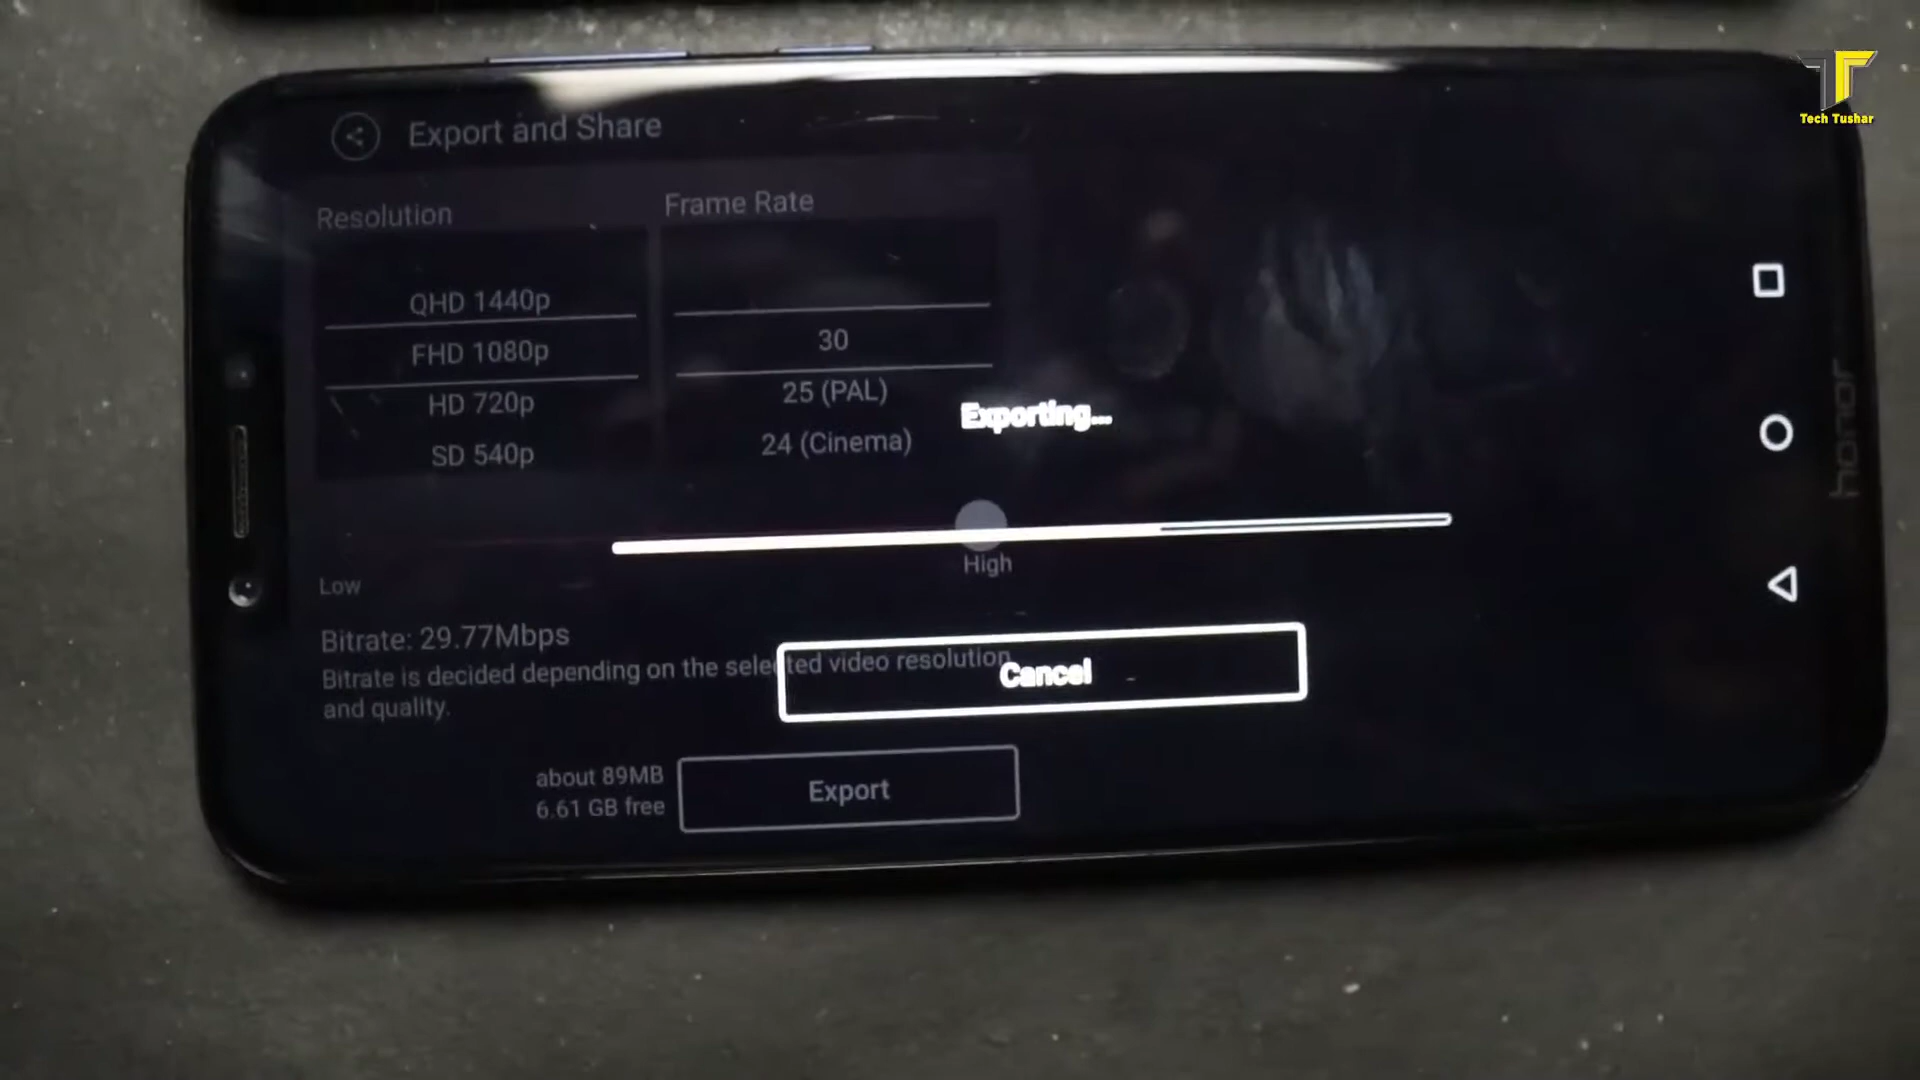 Tech Tushar
Export and Share
Resolution
Frame Rate
QHD 1440p
FHD 1080p
HD 720p
SD 540p
30
25 (PAL)
24 (Cinema)
Exporting...
Low
High
Bitrate: 29.77Mbps
Bitrate is decided depending on the selected video resolution
and quality.
Cancel
about 89MB
6.61 GB free
Export
honor